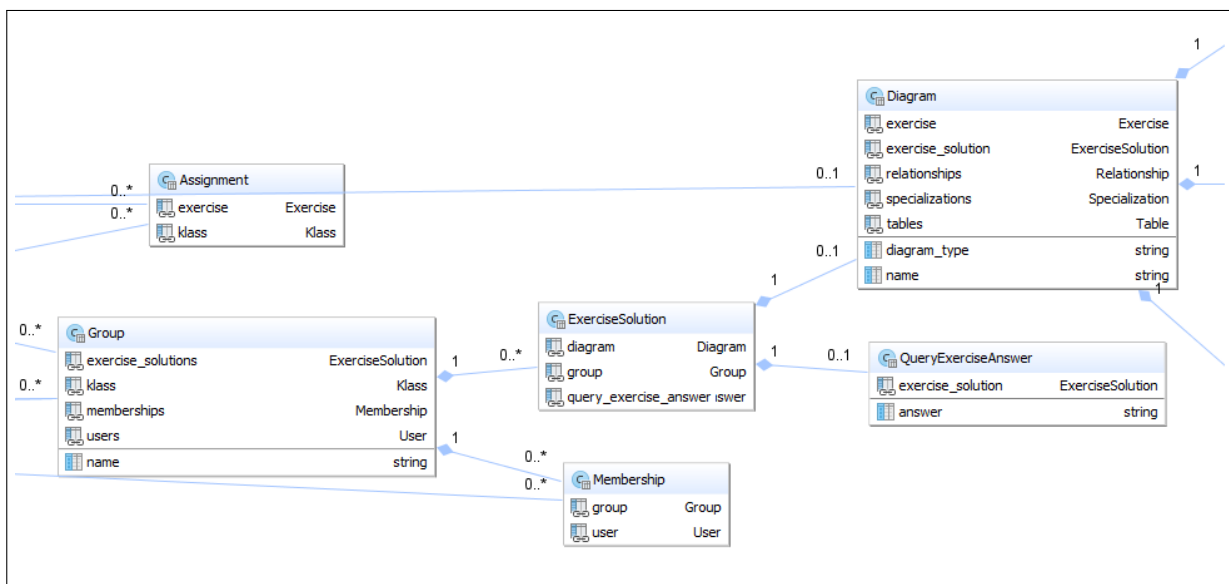 1
Diagram
exercise Exercise
exercise_solution ExerciseSolution
relationships Relationship
specializations Specialization
tables Table
diagram_type string
name string
1
0..1
0..1
1
Assignment
exercise Exercise
klass Klass
0..*
0..*
Group
exercise_solutions ExerciseSolution
klass Klass
memberships Membership
users User
name string
0..*
0..*
1
0..*
1
0..*
0..*
ExerciseSolution
diagram Diagram
group Group
query_exercise_answer
1
1
0..1
QueryExerciseAnswer
exercise_solution ExerciseSolution
answer string
Membership
group Group
user User